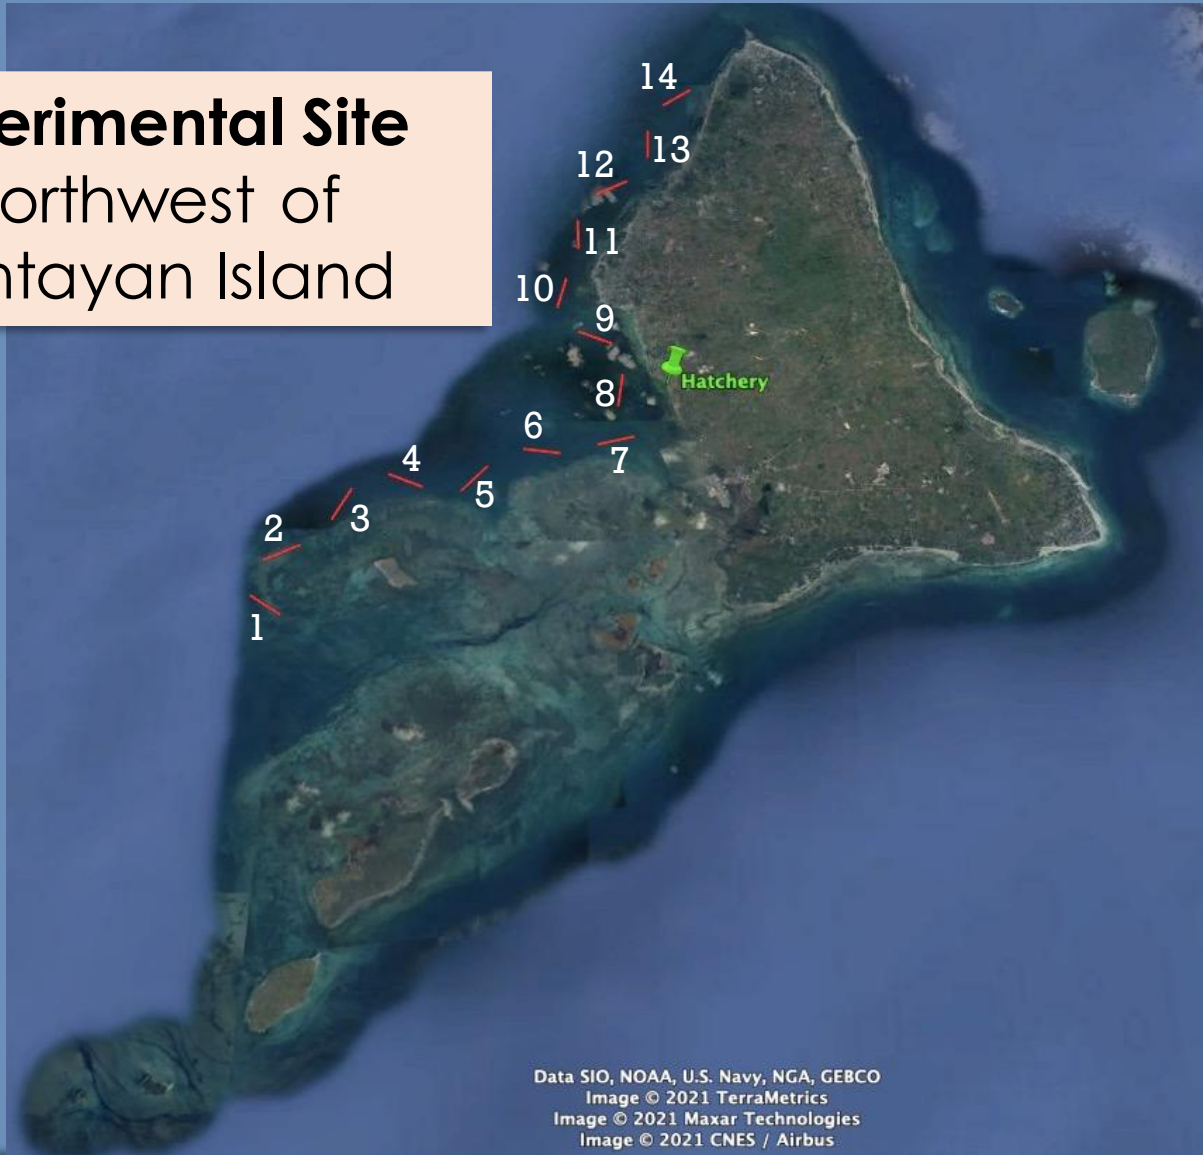 erimental Site
orthwest of
ntayan Island
14
13
12
11
10
9
Hatchery
8
6
7
4
5
3
2
1
Data SIO, NOAA, U.S. Navy, NGA, GEBCO
Image © 2021 TerraMetrics
Image © 2021 Maxar Technologies
Image © 2021 CNES / Airbus